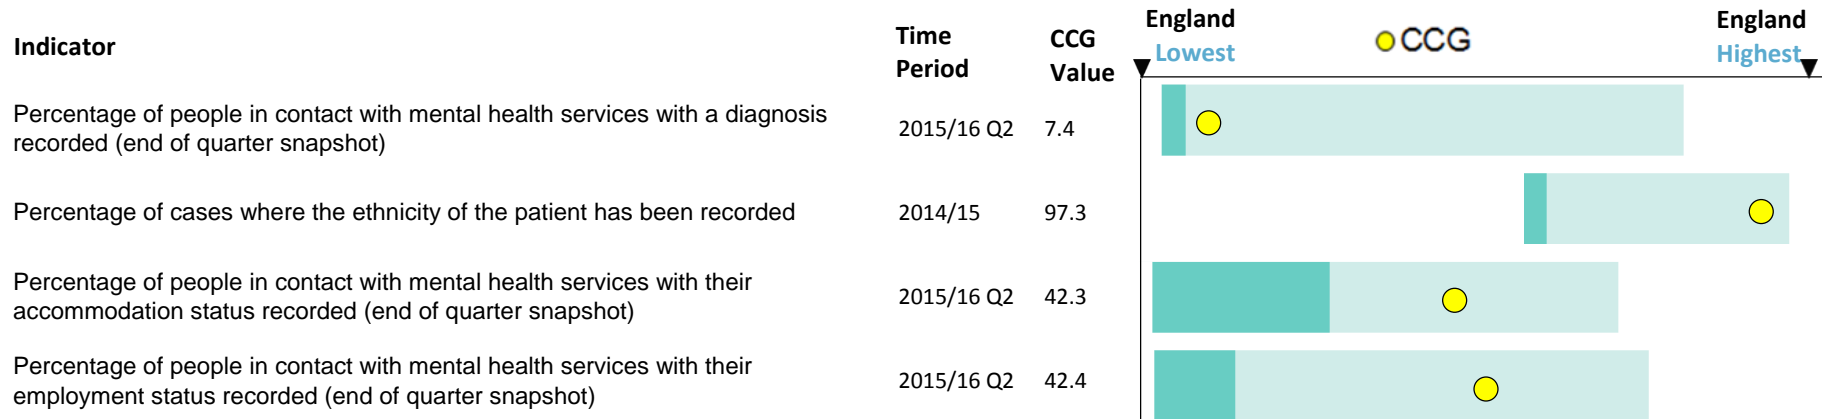 Indicator
Time Period
CCG Value
England Lowest
CCG
England Highest
Percentage of people in contact with mental health services with a diagnosis
recorded (end of quarter snapshot)
2015/16 Q2
7.4
Percentage of cases where the ethnicity of the patient has been recorded
2014/15
97.3
Percentage of people in contact with mental health services with their
accommodation status recorded (end of quarter snapshot)
2015/16 Q2
42.3
Percentage of people in contact with mental health services with their
employment status recorded (end of quarter snapshot)
2015/16 Q2
42.4